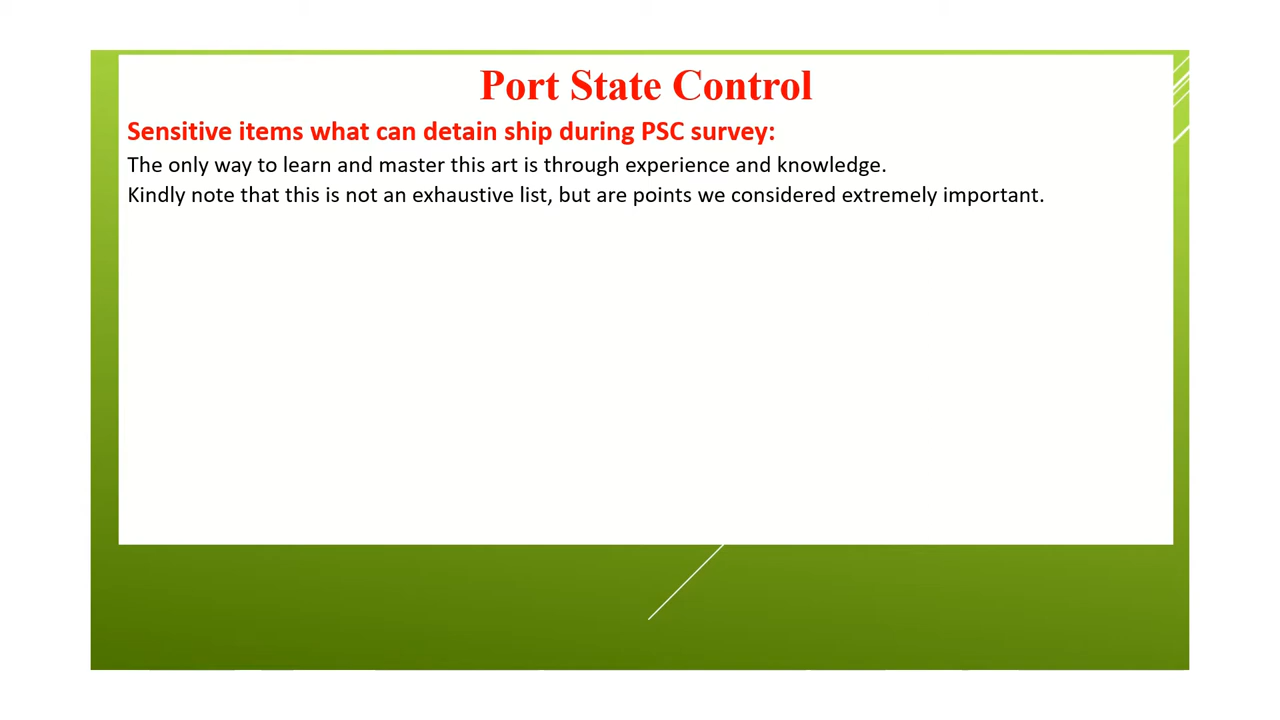 Port State Control
Sensitive items what can detain ship during PSC survey:
The only way to learn and master this art is through experience and knowledge.
Kindly note that this is not an exhaustive list, but are points we considered extremely important.